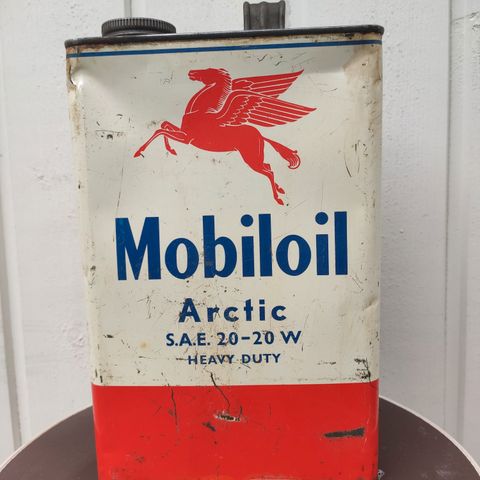 Mobiloil
Arctic
S.A.E. 20-20 W
HEAVY DUTY